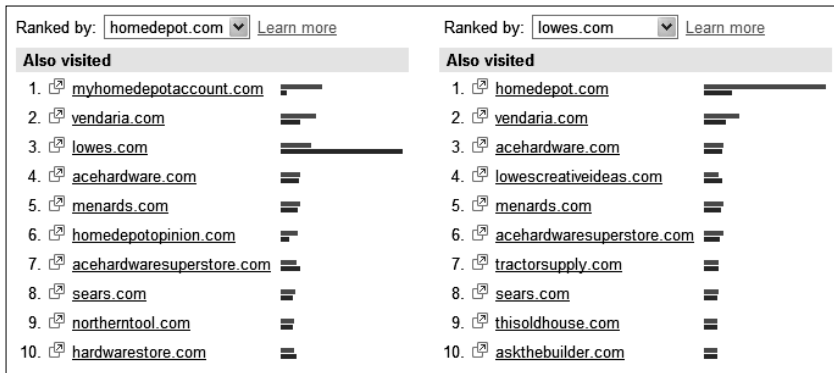 Ranked by: homedepot.com Learn more
Also visited
1. myhomedepotaccount.com
2. vendaria.com
3. lowes.com
4. acehardware.com
5. menards.com
6. homedepotopinion.com
7. acehardwaresuperstore.com
8. sears.com
9. northerntool.com
10. hardwarestore.com
Ranked by: lowes.com Learn more
Also visited
1. homedepot.com
2. vendaria.com
3. acehardware.com
4. lowescreativeideas.com
5. menards.com
6. acehardwaresuperstore.com
7. tractorsupply.com
8. sears.com
9. thisoldhouse.com
10. askthebuilder.com